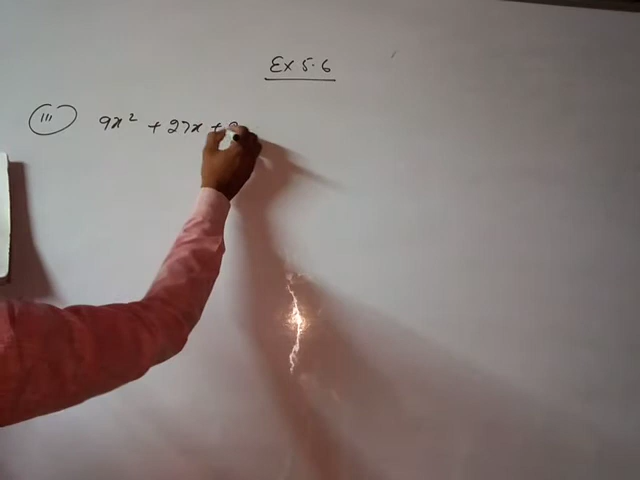 Ex 5.6
(iii) 9x² + 27x +